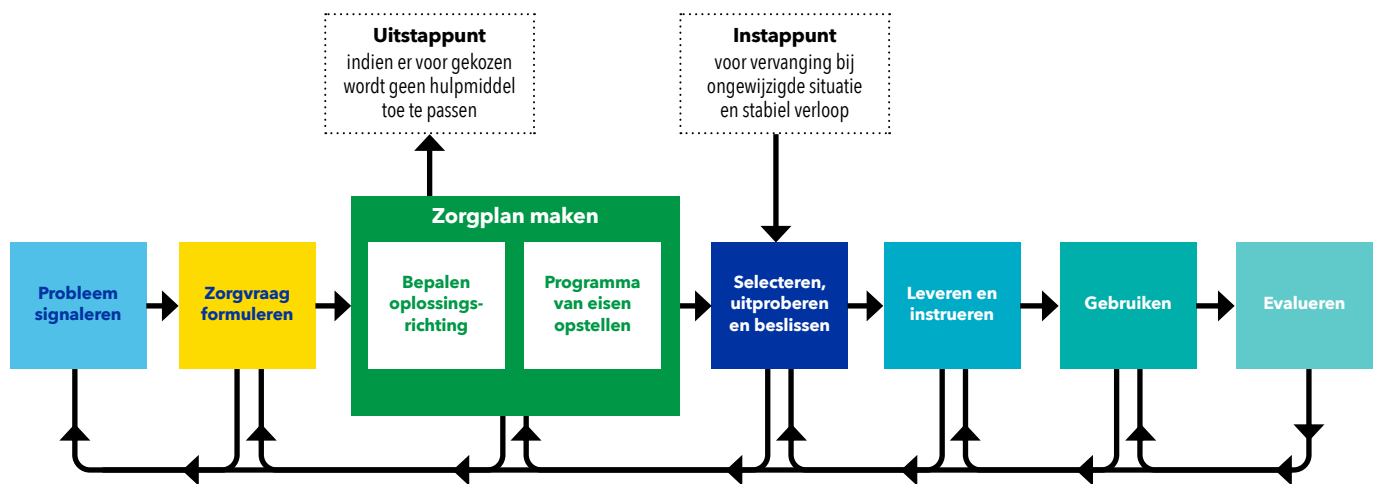 Uitstappunt
indien er voor gekozen
wordt geen hulpmiddel
toe te passen
Instappunt
voor vervanging bij
ongewijzigde situatie
en stabiel verloop
Probleem
signaleren
Zorgvraag
formuleren
Zorgplan maken
Bepalen
oplossings-
richting
Programma
van eisen
opstellen
Selecteren,
uitproberen
en beslissen
Leveren en
instrueren
Gebruiken
Evalueren